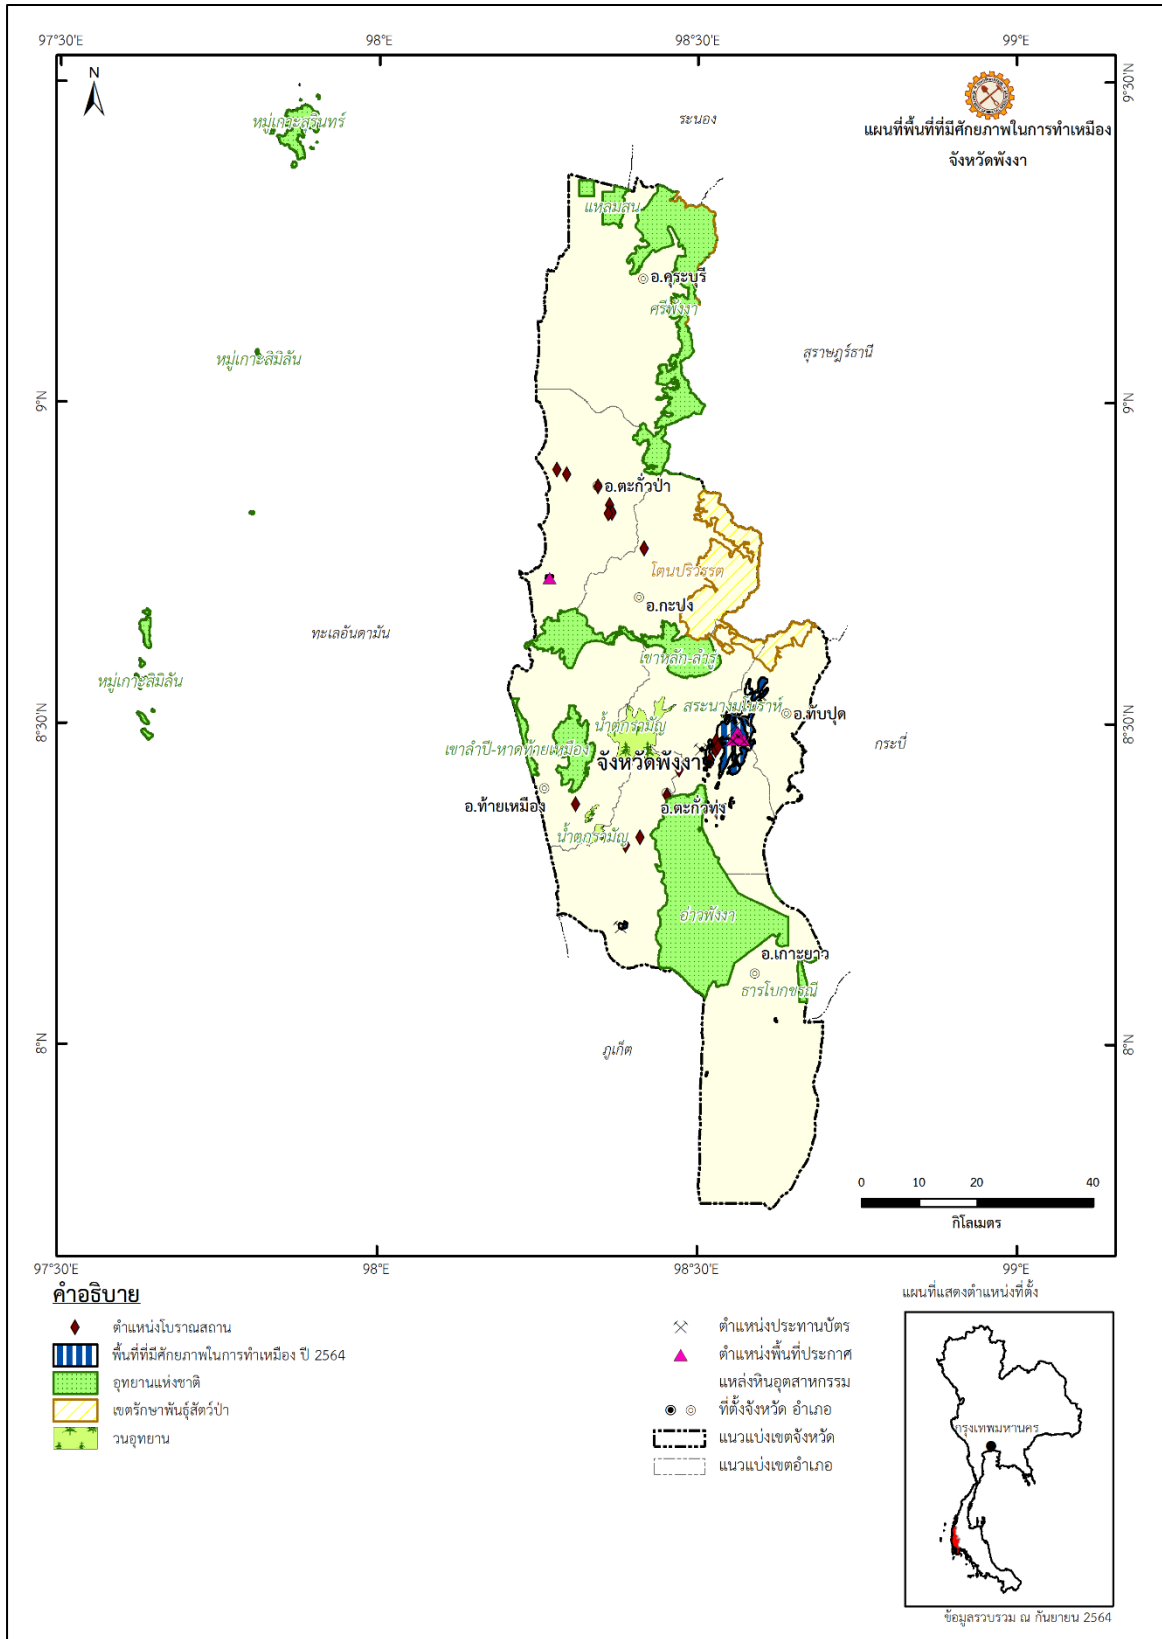 97°30'E
98°E
98°30'E
99°E
N
9°30'N
หมู่เกาะสุรินทร์
ระนอง
แผนที่พื้นที่ที่มีศักยภาพในการทำเหมือง
จังหวัดพังงา
แหลมสน
อ.คุระบุรี
ศรีพังงา
หมู่เกาะสิมิลัน
สุราษฎร์ธานี
9°N
9°N
อ.ตะกั่วป่า
โตนปริวรรต
อ.กะปง
ทะเลอันดามัน
เขาหลัก-ลำรู่
หมู่เกาะสิมิลัน
สระนางมโนราห์
อ.ทับปุด
8°30'N
8°30'N
น้ำตกรามัญ
เขาลำปี-หาดท้ายเหมือง
กระบี่
จังหวัดพังงา
อ.ท้ายเหมือง
อ.ตะกั่วทุ่ง
น้ำตกรามัญ
อ่าวพังงา
อ.เกาะยาว
ธารโบกขรณี
8°N
ภูเก็ต
8°N
0 10 20 40
กิโลเมตร
97°30'E
98°E
98°30'E
99°E
คำอธิบาย
ตำแหน่งโบราณสถาน
พื้นที่ที่มีศักยภาพในการทำเหมือง ปี 2564
อุทยานแห่งชาติ
เขตรักษาพันธุ์สัตว์ป่า
วนอุทยาน
ตำแหน่งประทานบัตร
ตำแหน่งพื้นที่ประกาศ
แหล่งหินอุตสาหกรรม
ที่ตั้งจังหวัด อำเภอ
แนวแบ่งเขตจังหวัด
แนวแบ่งเขตอำเภอ
แผนที่แสดงตำแหน่งที่ตั้ง
กรุงเทพมหานคร
ข้อมูลรวบรวม ณ กันยายน 2564